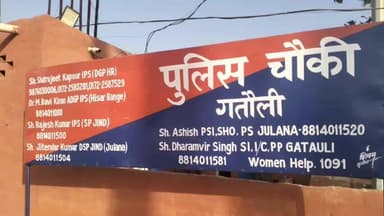 Sh. Shatrujeet Kapoor IPS (DGP HR)
9876030006, 0172-2583281, 0172-2587529
Dr. M. Ravi Kiran ADGP IPS (Hisar Range)
8814011800
Sh. Rajesh Kumar IPS (SP JIND)
8814011500
Sh. Jitender Kumar DSP JIND (Julana)
8814011504
पुलिस चौकी
गतौली
Sh. Ashish PSI, SHO. PS JULANA-8814011520
Sh. Dharamvir Singh SI, I/C, PP GATAULI
8814011581 Women Help. 1091